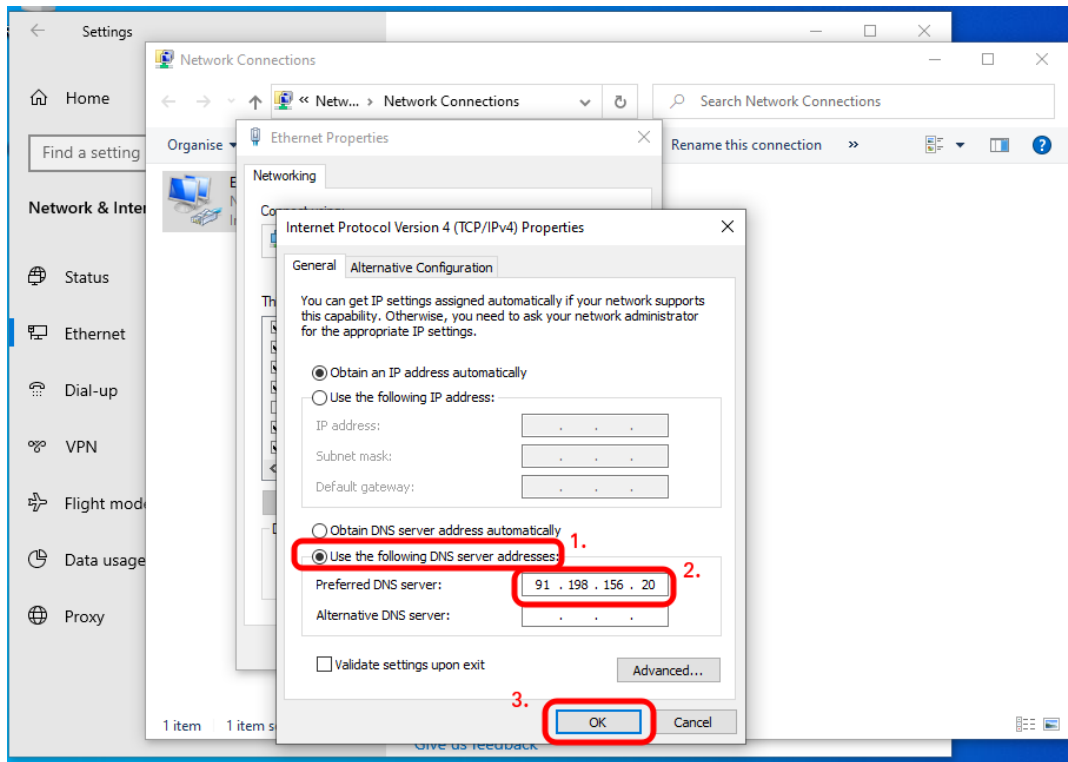 Settings
Network Connections
Home
« Netw... › Network Connections
Search Network Connections
Find a setting
Organise
Ethernet Properties
Rename this connection »
Networking
Network & Inter
Internet Protocol Version 4 (TCP/IPv4) Properties
General Alternative Configuration
Status
You can get IP settings assigned automatically if your network supports
this capability. Otherwise, you need to ask your network administrator
for the appropriate IP settings.
Ethernet
Obtain an IP address automatically
Dial-up
Use the following IP address:
IP address: . . .
VPN
Subnet mask: . . .
Default gateway: . . .
Flight mode
Obtain DNS server address automatically
1.
Use the following DNS server addresses:
Data usage
2.
Preferred DNS server: 91 . 198 . 156 . 20
Alternative DNS server: . . .
Proxy
Validate settings upon exit
Advanced...
3.
OK Cancel
1 item 1 item s
Give us feedback